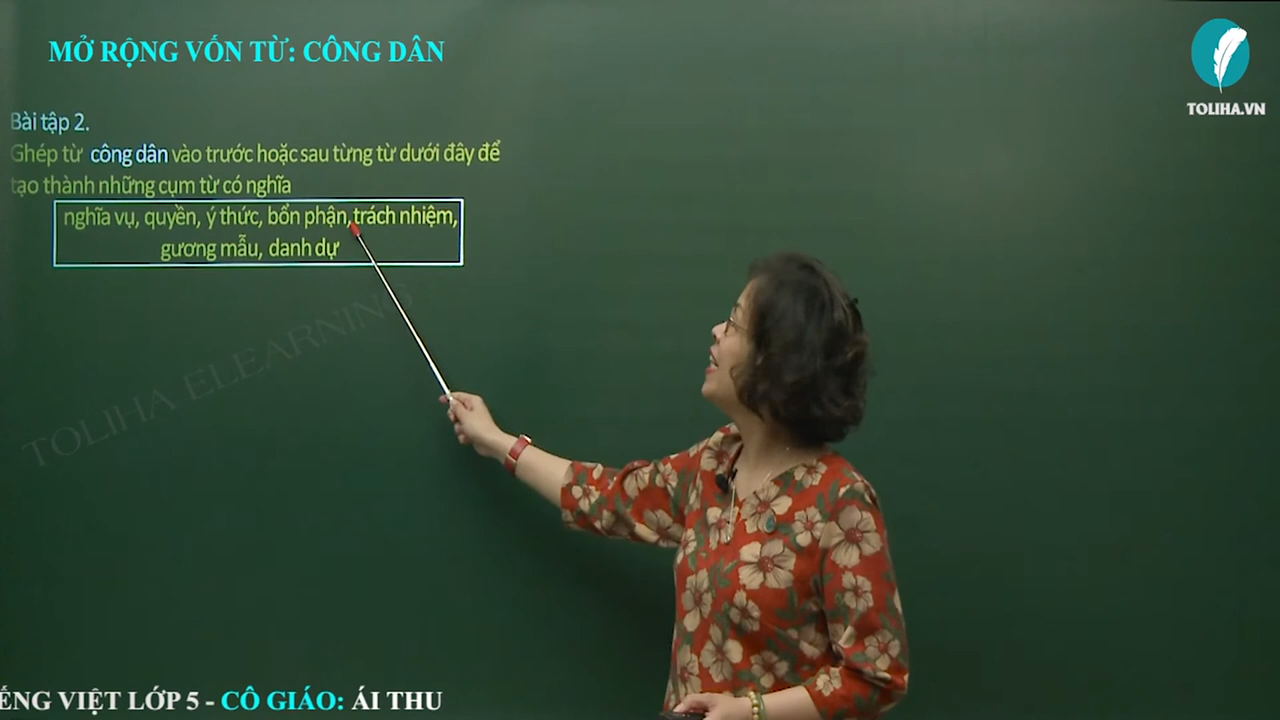 MỞ RỘNG VỐN TỪ: CÔNG DÂN
TOLIHA.VN
Bài tập 2.
Ghép từ công dân vào trước hoặc sau từng từ dưới đây để
tạo thành những cụm từ có nghĩa
nghĩa vụ, quyền, ý thức, bổn phận, trách nhiệm,
gương mẫu, danh dự
TOLIHA ELEARNING
ẾNG VIỆT LỚP 5 - CÔ GIÁO: ÁI THU